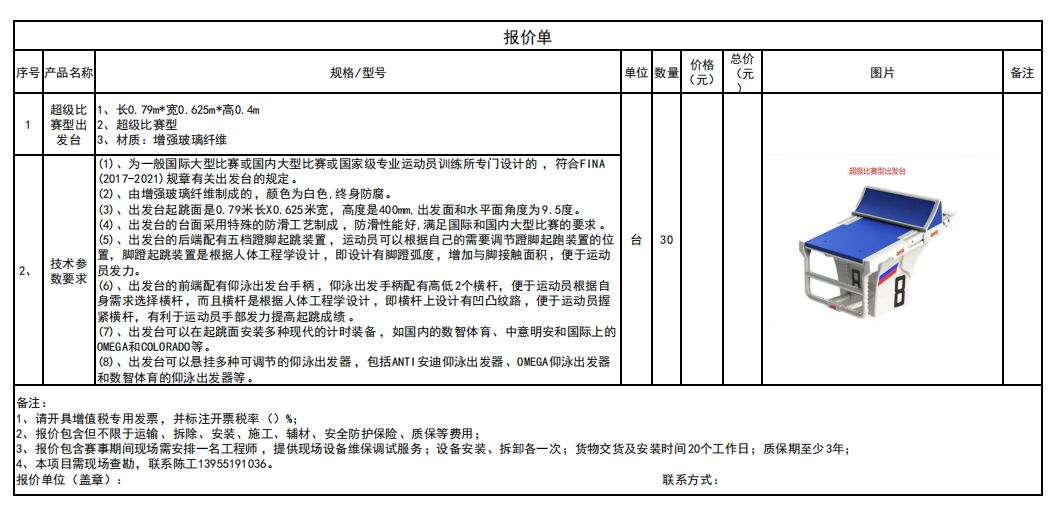 报价单
序号 产品名称 规格/型号 单位 数量 价格（元） 总价（元） 图片 备注
1 超级比赛型出发台
1、长0.79m*宽0.625m*高0.4m
2、超级比赛型
3、材质：增强玻璃纤维
2、 技术参数要求
(1)、为一般国际大型比赛或国内大型比赛或国家级专业运动员训练所专门设计的，符合FINA
(2017-2021)规章有关出发台的规定。
(2)、由增强玻璃纤维制成的，颜色为白色,终身防腐。
(3)、出发台起跳面是0.79米长X0.625米宽，高度是400mm,出发面和水平面角度为9.5度。
(4)、出发台的台面采用特殊的防滑工艺制成，防滑性能好,满足国际和国内大型比赛的要求。
(5)、出发台的后端配有五档蹬脚起跳装置，运动员可以根据自己的需要调节蹬脚起跑装置的位
置，脚蹬起跳装置是根据人体工程学设计，即设计有脚蹬弧度，增加与脚接触面积，便于运动
员发力。
(6)、出发台的前端配有仰泳出发台手柄，仰泳出发手柄配有高低2个横杆，便于运动员根据自
身需求选择横杆，而且横杆是根据人体工程学设计，即横杆上设计有凹凸纹路，便于运动员握
紧横杆，有利于运动员手部发力提高起跳成绩。
(7)、出发台可以在起跳面安装多种现代的计时装备，如国内的数智体育、中意明安和国际上的
OMEGA和COLORADO等。
(8)、出发台可以悬挂多种可调节的仰泳出发器，包括ANTI安迪仰泳出发器、OMEGA仰泳出发器
和数智体育的仰泳出发器等。
台 30
超级比赛型出发台
8
备注：
1、请开具增值税专用发票，并标注开票税率（）%；
2、报价包含但不限于运输、拆除、安装、施工、辅材、安全防护保险、质保等费用；
3、报价包含赛事期间现场需安排一名工程师，提供现场设备维保调试服务；设备安装、拆卸各一次；货物交货及安装时间20个工作日；质保期至少3年；
4、本项目需现场查勘，联系陈工13955191036。
报价单位（盖章）： 联系方式：